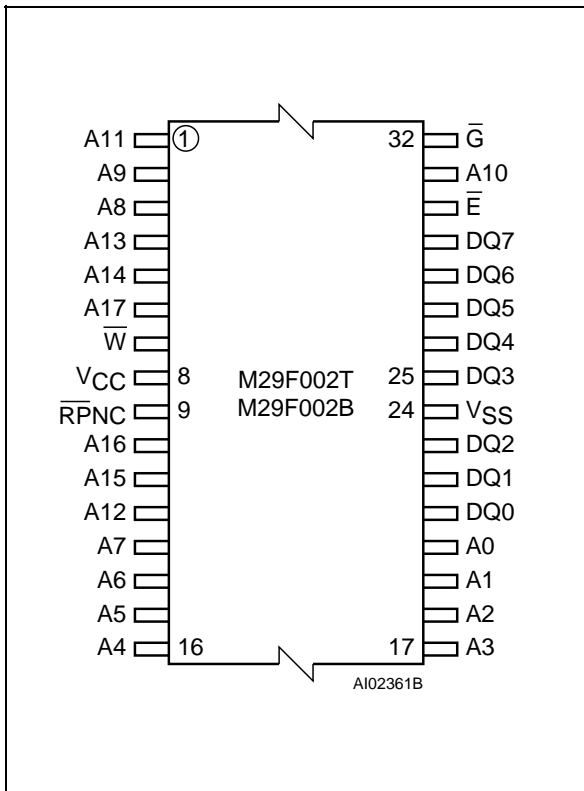 A11 1 32 G̅
A9 A10
A8 E̅
A13 DQ7
A14 DQ6
A17 DQ5
W̅ DQ4
VCC 8 M29F002T 25 DQ3
R̅P̅NC 9 M29F002B 24 VSS
A16 DQ2
A15 DQ1
A12 DQ0
A7 A0
A6 A1
A5 A2
A4 16 17 A3
AI02361B